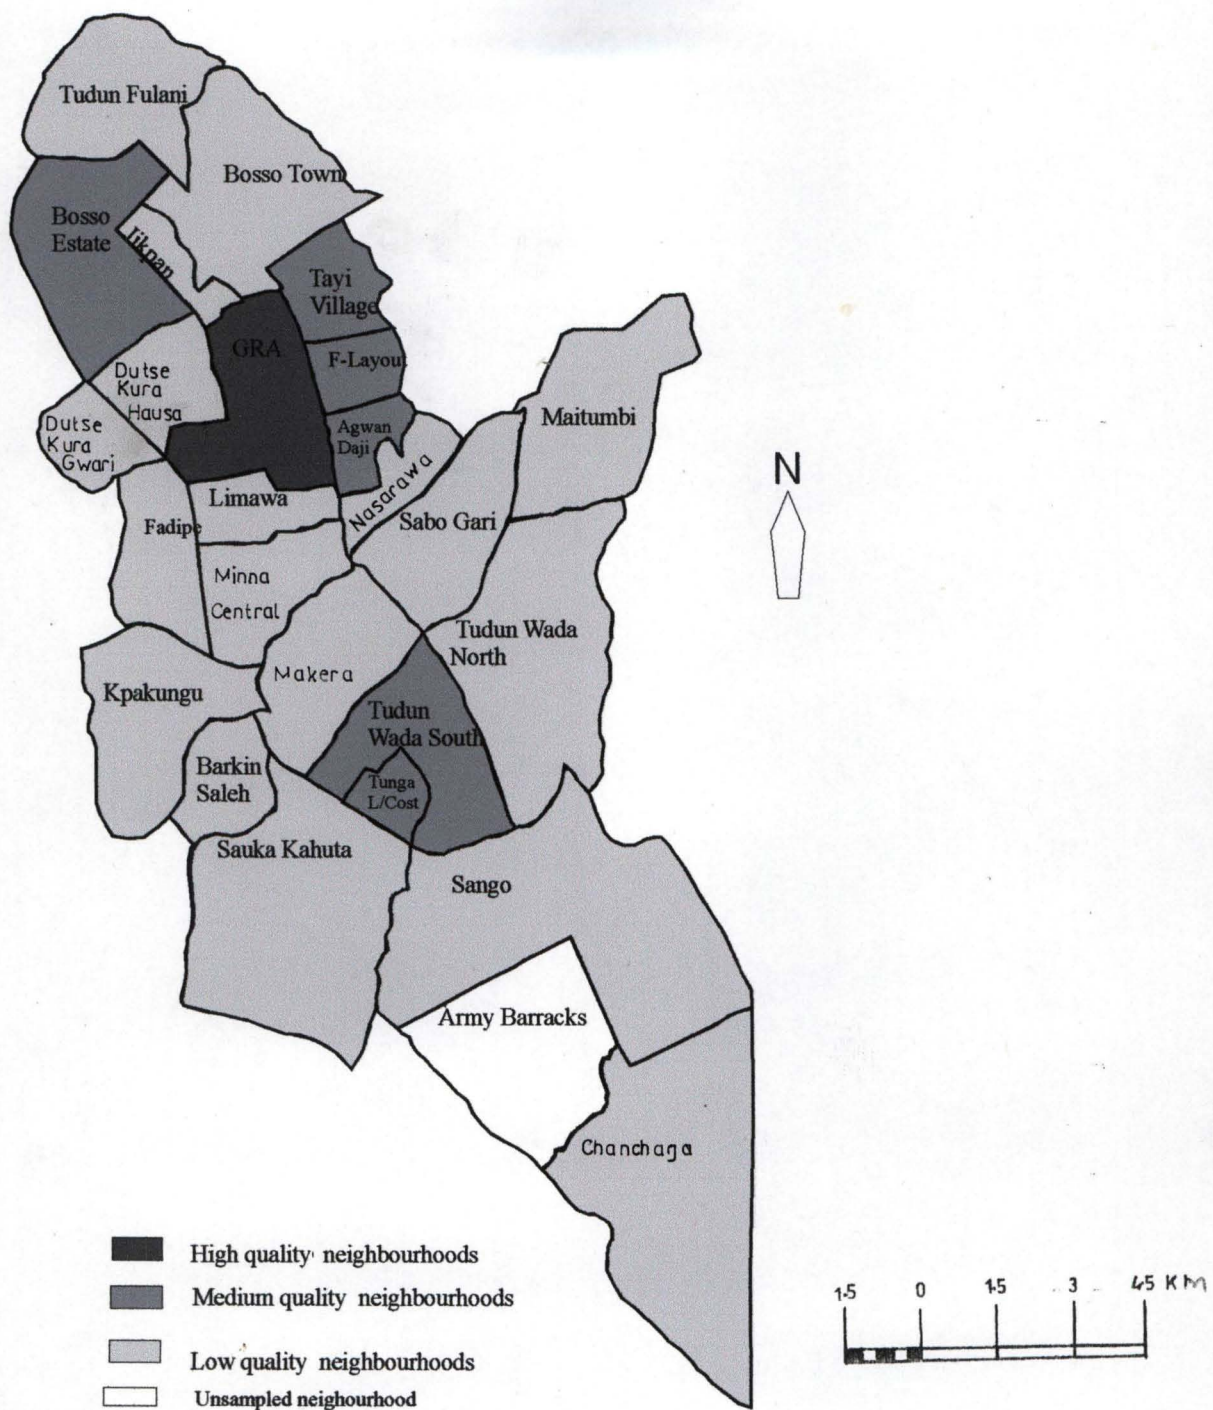 Tudun Fulani
Bosso Town
Bosso
Estate
Jikpan
Tayi
Village
GRA
F-Layout
Dutse
Kura
Hausa
Maitumbi
Agwan
Daji
Dutse
Kura
Gwari
Nasarawa
N
Limawa
Sabo Gari
Fadipe
Minna
Central
Tudun Wada
North
Makera
Kpakungu
Tudun
Wada South
Barkin
Saleh
Tunga
L/Cost
Sauka Kahuta
Sango
Army Barracks
Chanchaga
High quality neighbourhoods
Medium quality neighbourhoods
Low quality neighbourhoods
Unsampled neighourhood
1.5 0 1.5 3 4.5 KM